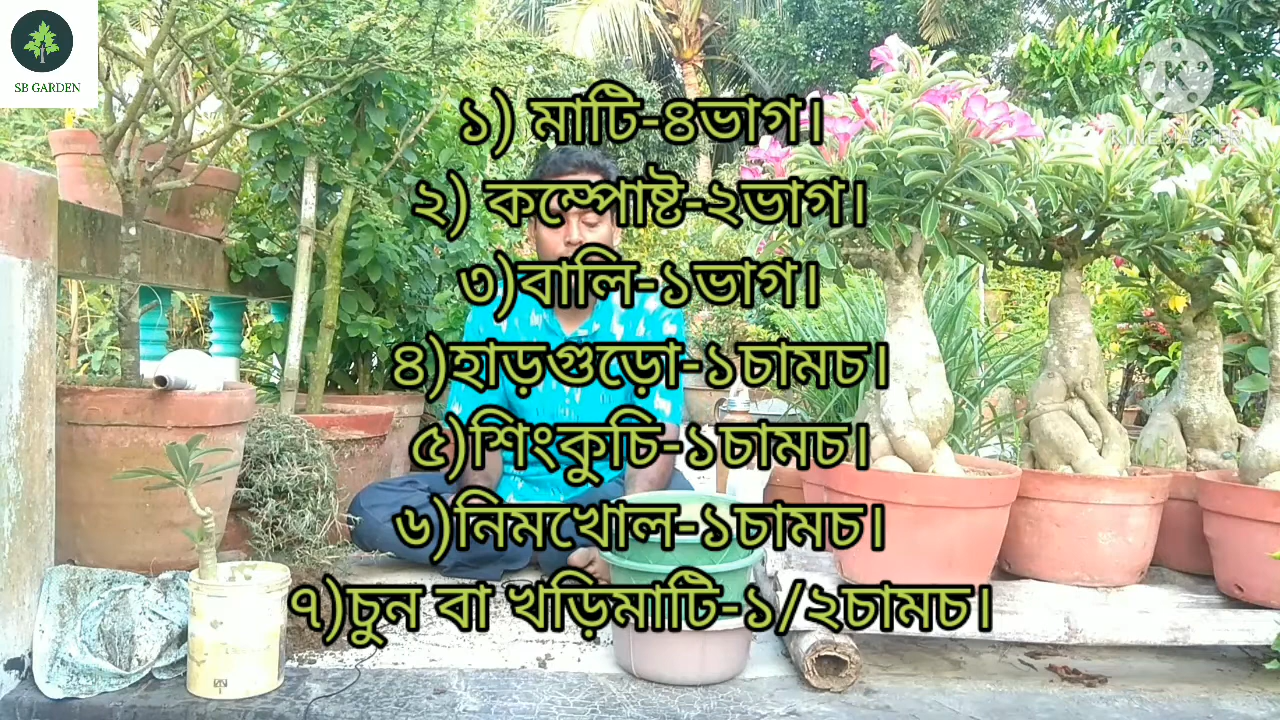 SB GARDEN
১) মাটি-৪ভাগ।
২) কম্পোষ্ট-২ভাগ।
৩)বালি-১ভাগ।
৪)হাড়গুড়ো-১চামচ।
৫)শিংকুচি-১চামচ।
৬)নিমখোল-১চামচ।
৭)চুন বা খড়িমাটি-১/২চামচ।